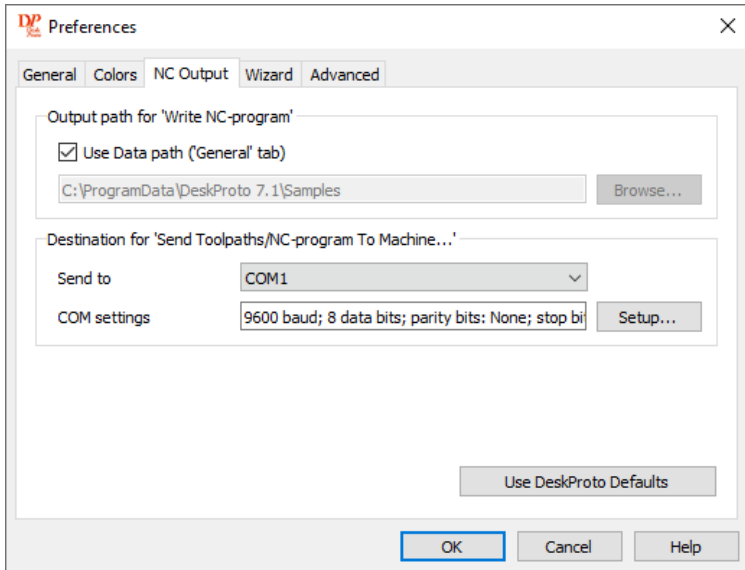 Preferences
General Colors NC Output Wizard Advanced
Output path for 'Write NC-program'
Use Data path ('General' tab)
C:\ProgramData\DeskProto 7.1\Samples Browse...
Destination for 'Send Toolpaths/NC-program To Machine...'
Send to COM1
COM settings 9600 baud; 8 data bits; parity bits: None; stop bi Setup...
Use DeskProto Defaults
OK Cancel Help